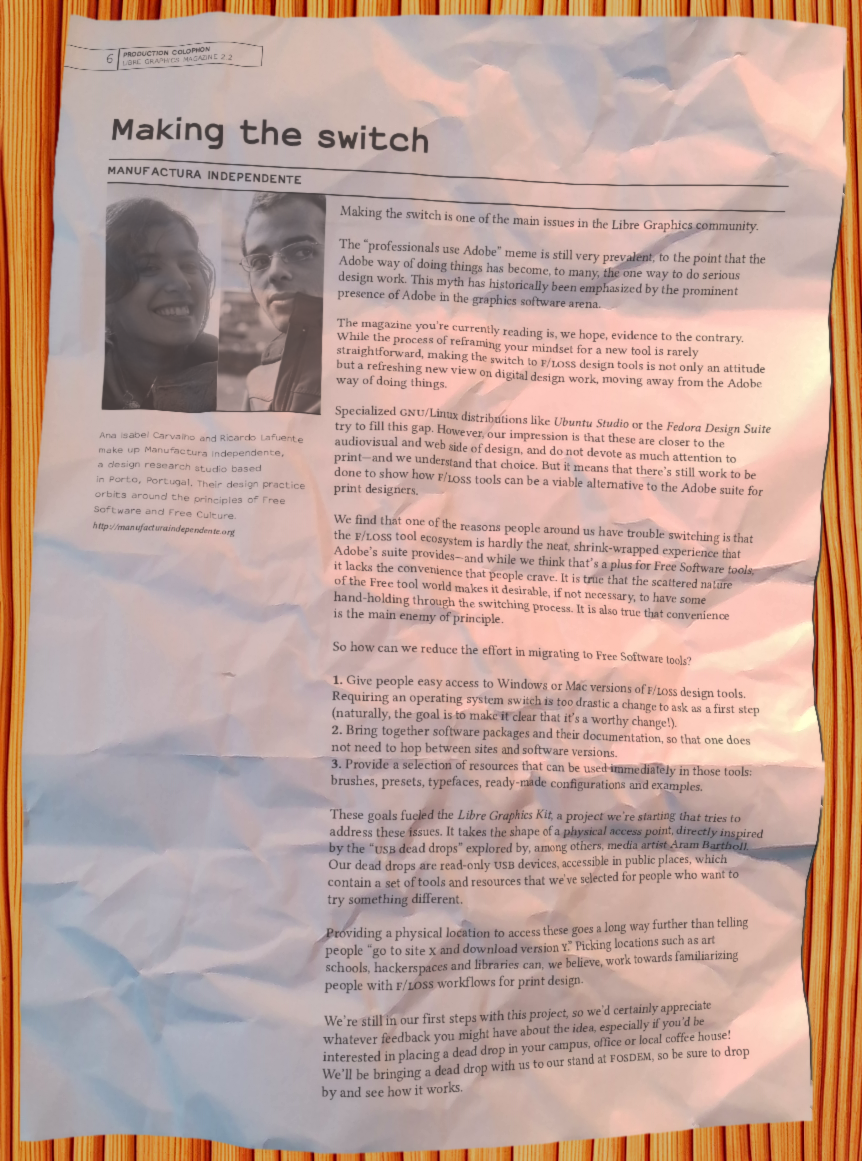 6
PRODUCTION COLOPHON
LIBRE GRAPHICS MAGAZINE 2.2
Making the switch
MANUFACTURA INDEPENDENTE
Ana Isabel Carvalho and Ricardo Lafuente
make up Manufactura Independente,
a design research studio based
in Porto, Portugal. Their design practice
orbits around the principles of Free
Software and Free Culture.
http://manufacturaindependente.org
Making the switch is one of the main issues in the Libre Graphics community.
The “professionals use Adobe” meme is still very prevalent, to the point that the
Adobe way of doing things has become, to many, the one way to do serious
design work. This myth has historically been emphasized by the prominent
presence of Adobe in the graphics software arena.
The magazine you're currently reading is, we hope, evidence to the contrary.
While the process of reframing your mindset for a new tool is rarely
straightforward, making the switch to F/LOSS design tools is not only an attitude
but a refreshing new view on digital design work, moving away from the Adobe
way of doing things.
Specialized GNU/Linux distributions like Ubuntu Studio or the Fedora Design Suite
try to fill this gap. However, our impression is that these are closer to the
audiovisual and web side of design, and do not devote as much attention to
print—and we understand that choice. But it means that there's still work to be
done to show how F/LOSS tools can be a viable alternative to the Adobe suite for
print designers.
We find that one of the reasons people around us have trouble switching is that
the F/LOSS tool ecosystem is hardly the neat, shrink-wrapped experience that
Adobe's suite provides—and while we think that's a plus for Free Software tools,
it lacks the convenience that people crave. It is true that the scattered nature
of the Free tool world makes it desirable, if not necessary, to have some
hand-holding through the switching process. It is also true that convenience
is the main enemy of principle.
So how can we reduce the effort in migrating to Free Software tools?
1. Give people easy access to Windows or Mac versions of F/LOSS design tools.
Requiring an operating system switch is too drastic a change to ask as a first step
(naturally, the goal is to make it clear that it's a worthy change!).
2. Bring together software packages and their documentation, so that one does
not need to hop between sites and software versions.
3. Provide a selection of resources that can be used immediately in those tools:
brushes, presets, typefaces, ready-made configurations and examples.
These goals fueled the Libre Graphics Kit, a project we're starting that tries to
address these issues. It takes the shape of a physical access point, directly inspired
by the “USB dead drops” explored by, among others, media artist Aram Bartholl.
Our dead drops are read-only USB devices, accessible in public places, which
contain a set of tools and resources that we've selected for people who want to
try something different.
Providing a physical location to access these goes a long way further than telling
people “go to site X and download version Y.” Picking locations such as art
schools, hackerspaces and libraries can, we believe, work towards familiarizing
people with F/LOSS workflows for print design.
We're still in our first steps with this project, so we'd certainly appreciate
whatever feedback you might have about the idea, especially if you'd be
interested in placing a dead drop in your campus, office or local coffee house!
We'll be bringing a dead drop with us to our stand at FOSDEM, so be sure to drop
by and see how it works.